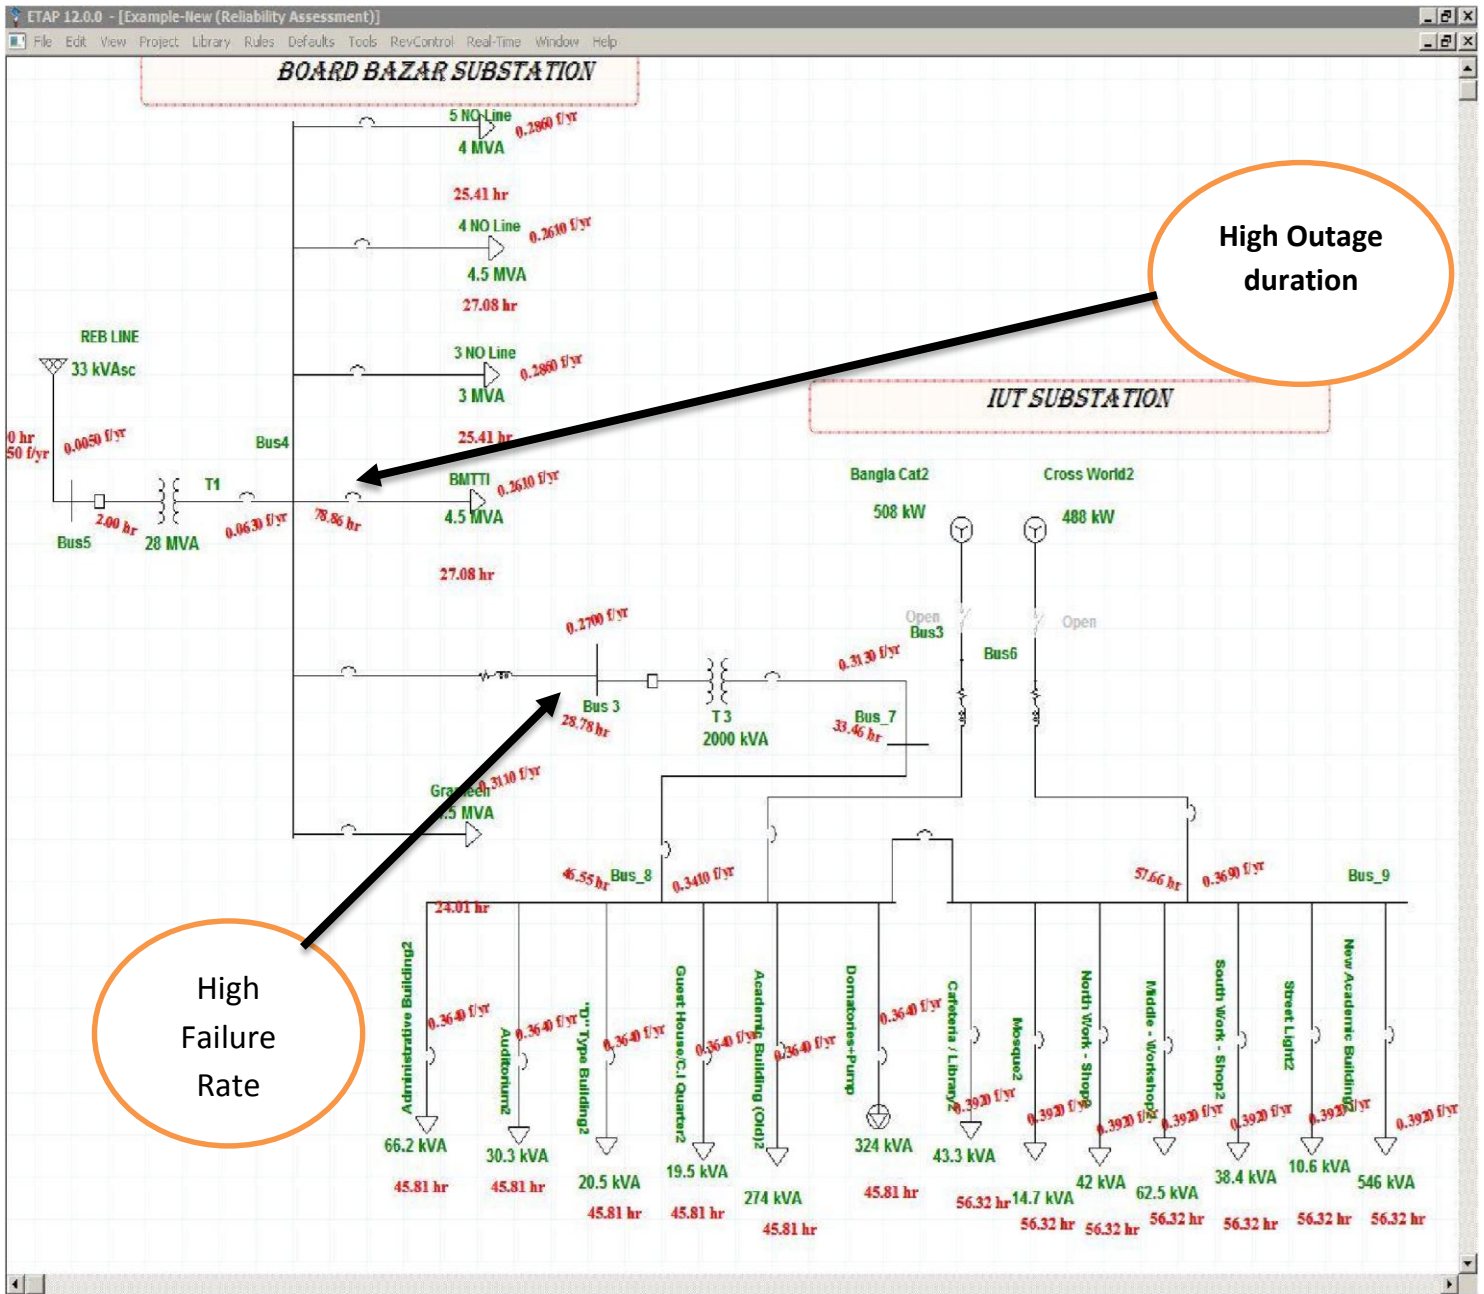 ETAP 12.0.0 - [Example-New (Reliability Assessment)]
File Edit View Project Library Rules Defaults Tools RevControl Real-Time Window Help
BOARD BAZAR SUBSTATION
5 NO Line
0.2860 f/yr
4 MVA
25.41 hr
4 NO Line
0.2610 f/yr
4.5 MVA
27.08 hr
High Outage
duration
REB LINE
33 kVAsc
3 NO Line
0.2860 f/yr
3 MVA
25.41 hr
IUT SUBSTATION
0 hr
50 f/yr
0.0050 f/yr
Bus4
Bus5
2.00 hr
T1
28 MVA
0.0630 f/yr
78.86 hr
BMTTI
0.2610 f/yr
4.5 MVA
27.08 hr
Bangla Cat2
508 kW
Cross World2
488 kW
Open
Bus3
Open
Bus6
0.2700 f/yr
Bus 3
28.78 hr
T 3
2000 kVA
0.3130 f/yr
Bus_7
33.46 hr
Grameen
0.3110 f/yr
.5 MVA
24.01 hr
46.55 hr
Bus_8
0.3410 f/yr
57.66 hr
0.3690 f/yr
Bus_9
High
Failure
Rate
Administrative Building2
0.3640 f/yr
66.2 kVA
45.81 hr
Auditorium2
0.3640 f/yr
30.3 kVA
45.81 hr
"D" Type Building2
0.3640 f/yr
20.5 kVA
45.81 hr
Guest House/C.I Quarter2
0.3640 f/yr
19.5 kVA
45.81 hr
Academic Building (Old)2
0.3640 f/yr
274 kVA
45.81 hr
Domatories+Pump
0.3640 f/yr
324 kVA
45.81 hr
Cafeteria / Library2
0.3920 f/yr
43.3 kVA
56.32 hr
Mosque2
0.3920 f/yr
14.7 kVA
56.32 hr
North Work - Shop2
0.3920 f/yr
42 kVA
56.32 hr
Middle - Workshop2
0.3920 f/yr
62.5 kVA
56.32 hr
South Work - Shop2
0.3920 f/yr
38.4 kVA
56.32 hr
Street Light2
0.3920 f/yr
10.6 kVA
56.32 hr
New Academic Building2
0.3920 f/yr
546 kVA
56.32 hr